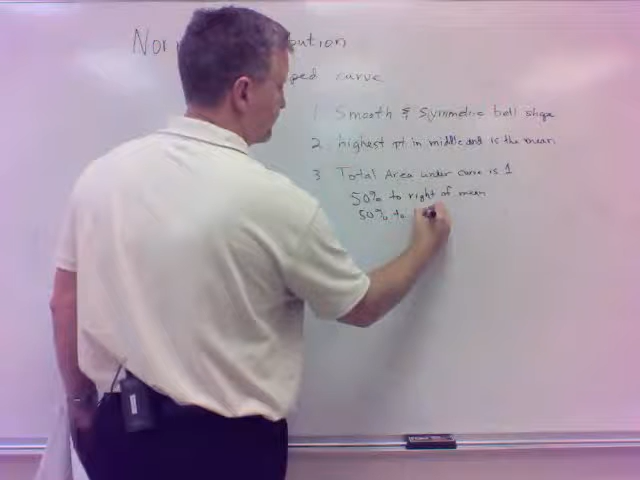 Nor bution
ped curve
1 Smooth & Symmetric bell shape
2 highest pt in middle and is the mean
3 Total Area under curve is 1
50% to right of mean
50% to l